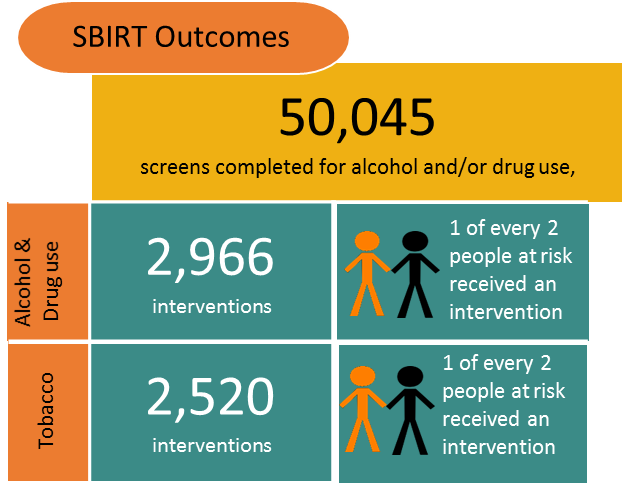 SBIRT Outcomes
50,045
screens completed for alcohol and/or drug use,
Alcohol &
Drug use
2,966
interventions
1 of every 2
people at risk
received an
intervention
Tobacco
2,520
interventions
1 of every 2
people at risk
received an
intervention